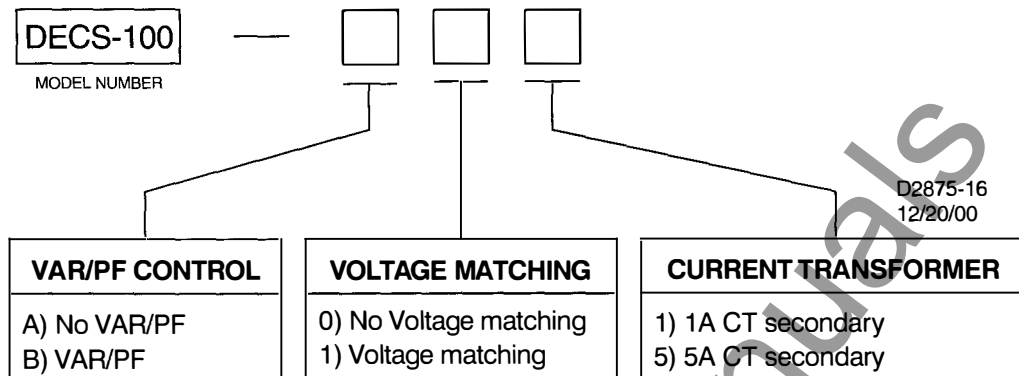 DECS-100 —
MODEL NUMBER
D2875-16
12/20/00
VAR/PF CONTROL
A) No VAR/PF
B) VAR/PF
VOLTAGE MATCHING
0) No Voltage matching
1) Voltage matching
CURRENT TRANSFORMER
1) 1A CT secondary
5) 5A CT secondary